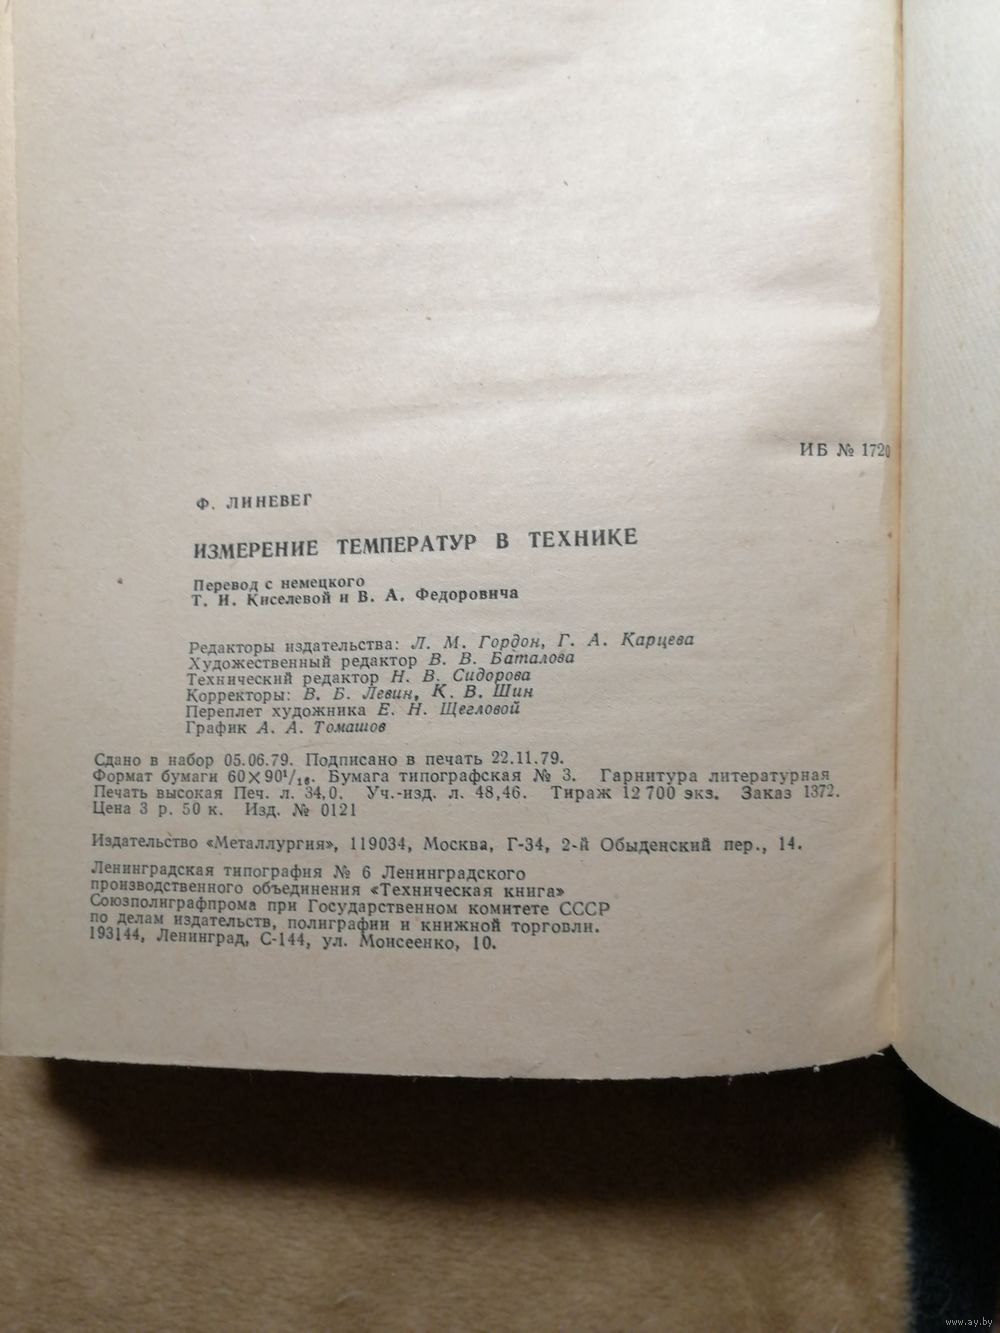 ИБ № 1720
Ф. ЛИНЕВЕГ
ИЗМЕРЕНИЕ ТЕМПЕРАТУР В ТЕХНИКЕ
Перевод с немецкого
Т. И. Киселевой и В. А. Федоровича
Редакторы издательства: Л. М. Гордон, Г. А. Карцева
Художественный редактор В. В. Баталова
Технический редактор Н. В. Сидорова
Корректоры: В. Б. Левин, К. В. Шин
Переплет художника Е. Н. Щегловой
График А. А. Томашов
Сдано в набор 05.06.79. Подписано в печать 22.11.79.
Формат бумаги 60×90¹/₁₆. Бумага типографская № 3. Гарнитура литературная
Печать высокая Печ. л. 34,0. Уч.-изд. л. 48,46. Тираж 12 700 экз. Заказ 1372.
Цена 3 р. 50 к. Изд. № 0121
Издательство «Металлургия», 119034, Москва, Г-34, 2-й Обыденский пер., 14.
Ленинградская типография № 6 Ленинградского
производственного объединения «Техническая книга»
Союзполиграфпрома при Государственном комитете СССР
по делам издательств, полиграфии и книжной торговли.
193144, Ленинград, С-144, ул. Моисеенко, 10.
www.ay.by